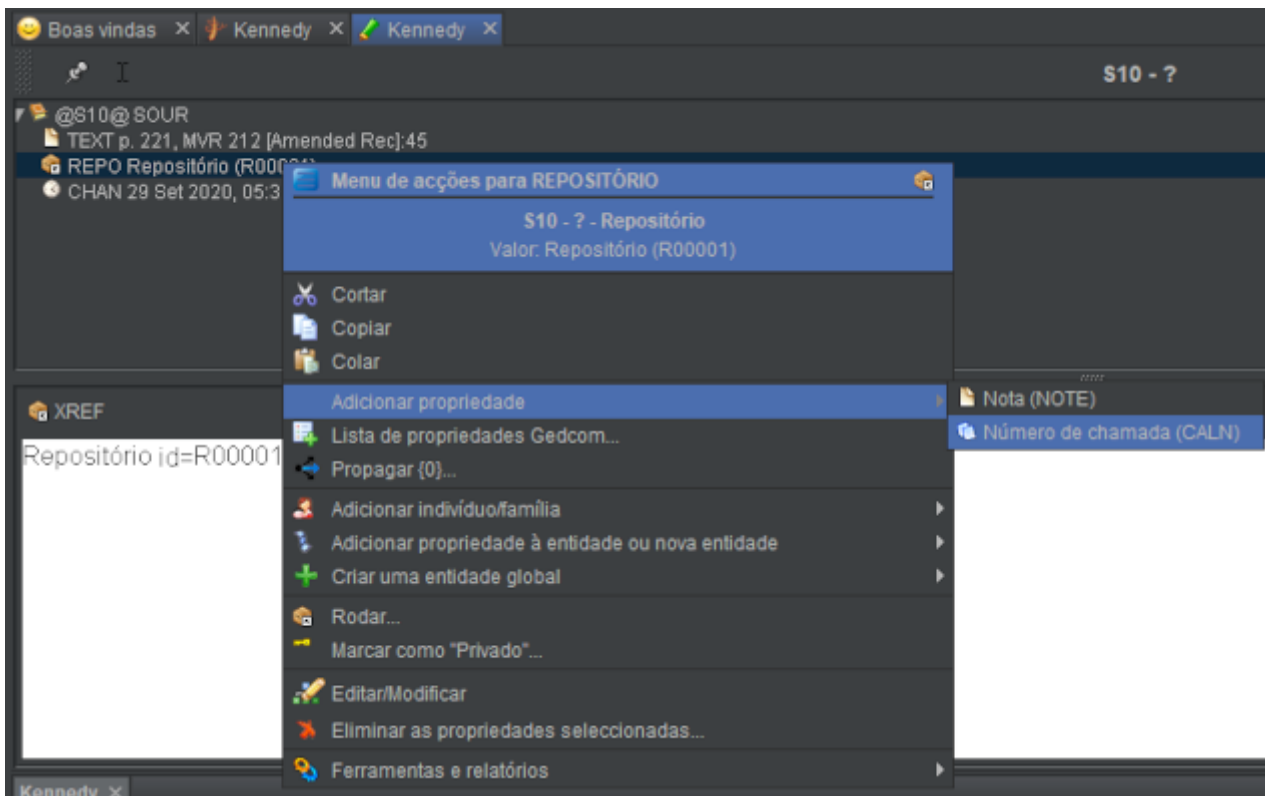 Boas vindas × Kennedy × Kennedy ×
S10 - ?
@S10@ SOUR
TEXT p. 221, MVR 212 [Amended Rec]:45
REPO Repositório (R00001)
CHAN 29 Set 2020, 05:3
Menu de acções para REPOSITÓRIO
S10 - ? - Repositório
Valor: Repositório (R00001)
Cortar
Copiar
Colar
XREF
Adicionar propriedade
Nota (NOTE)
Número de chamada (CALN)
Lista de propriedades Gedcom...
Repositório id=R00001
Propagar {0}...
Adicionar indivíduo/família
Adicionar propriedade à entidade ou nova entidade
Criar uma entidade global
Rodar...
Marcar como "Privado"...
Editar/Modificar
Eliminar as propriedades seleccionadas...
Ferramentas e relatórios
Kennedy ×